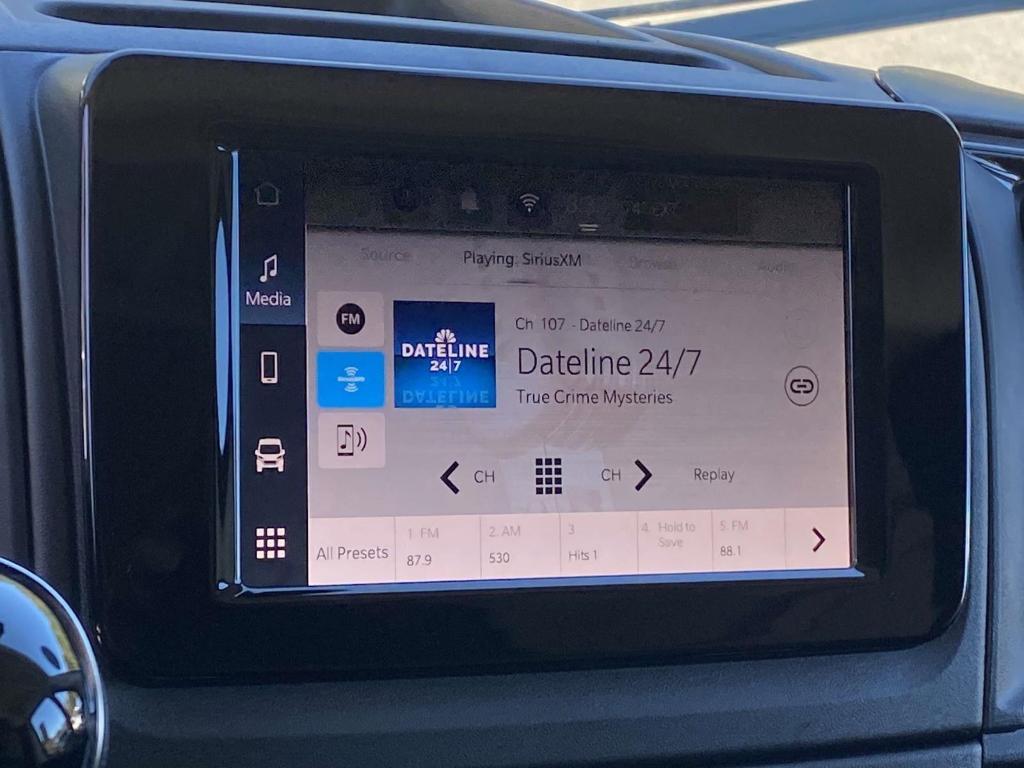 Source
Playing: SiriusXM
Browse
Audio
Media
FM
SiriusXM
DATELINE
24/7
Ch 107 - Dateline 24/7
Dateline 24/7
True Crime Mysteries
CH
CH
Replay
All Presets
1. FM
87.9
2. AM
530
3
Hits 1
4. Hold to
Save
5. FM
88.1